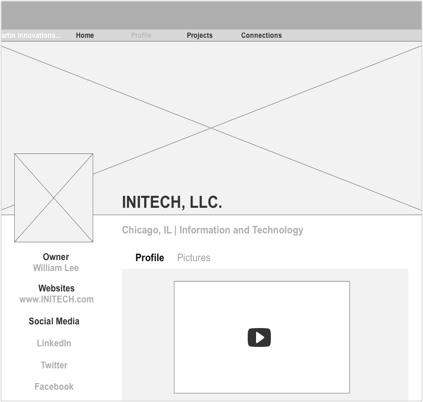 artin Innovations... Home Profile Projects Connections
INITECH, LLC.
Chicago, IL | Information and Technology
Owner
William Lee
Websites
www.INITECH.com
Social Media
LinkedIn
Twitter
Facebook
Profile Pictures